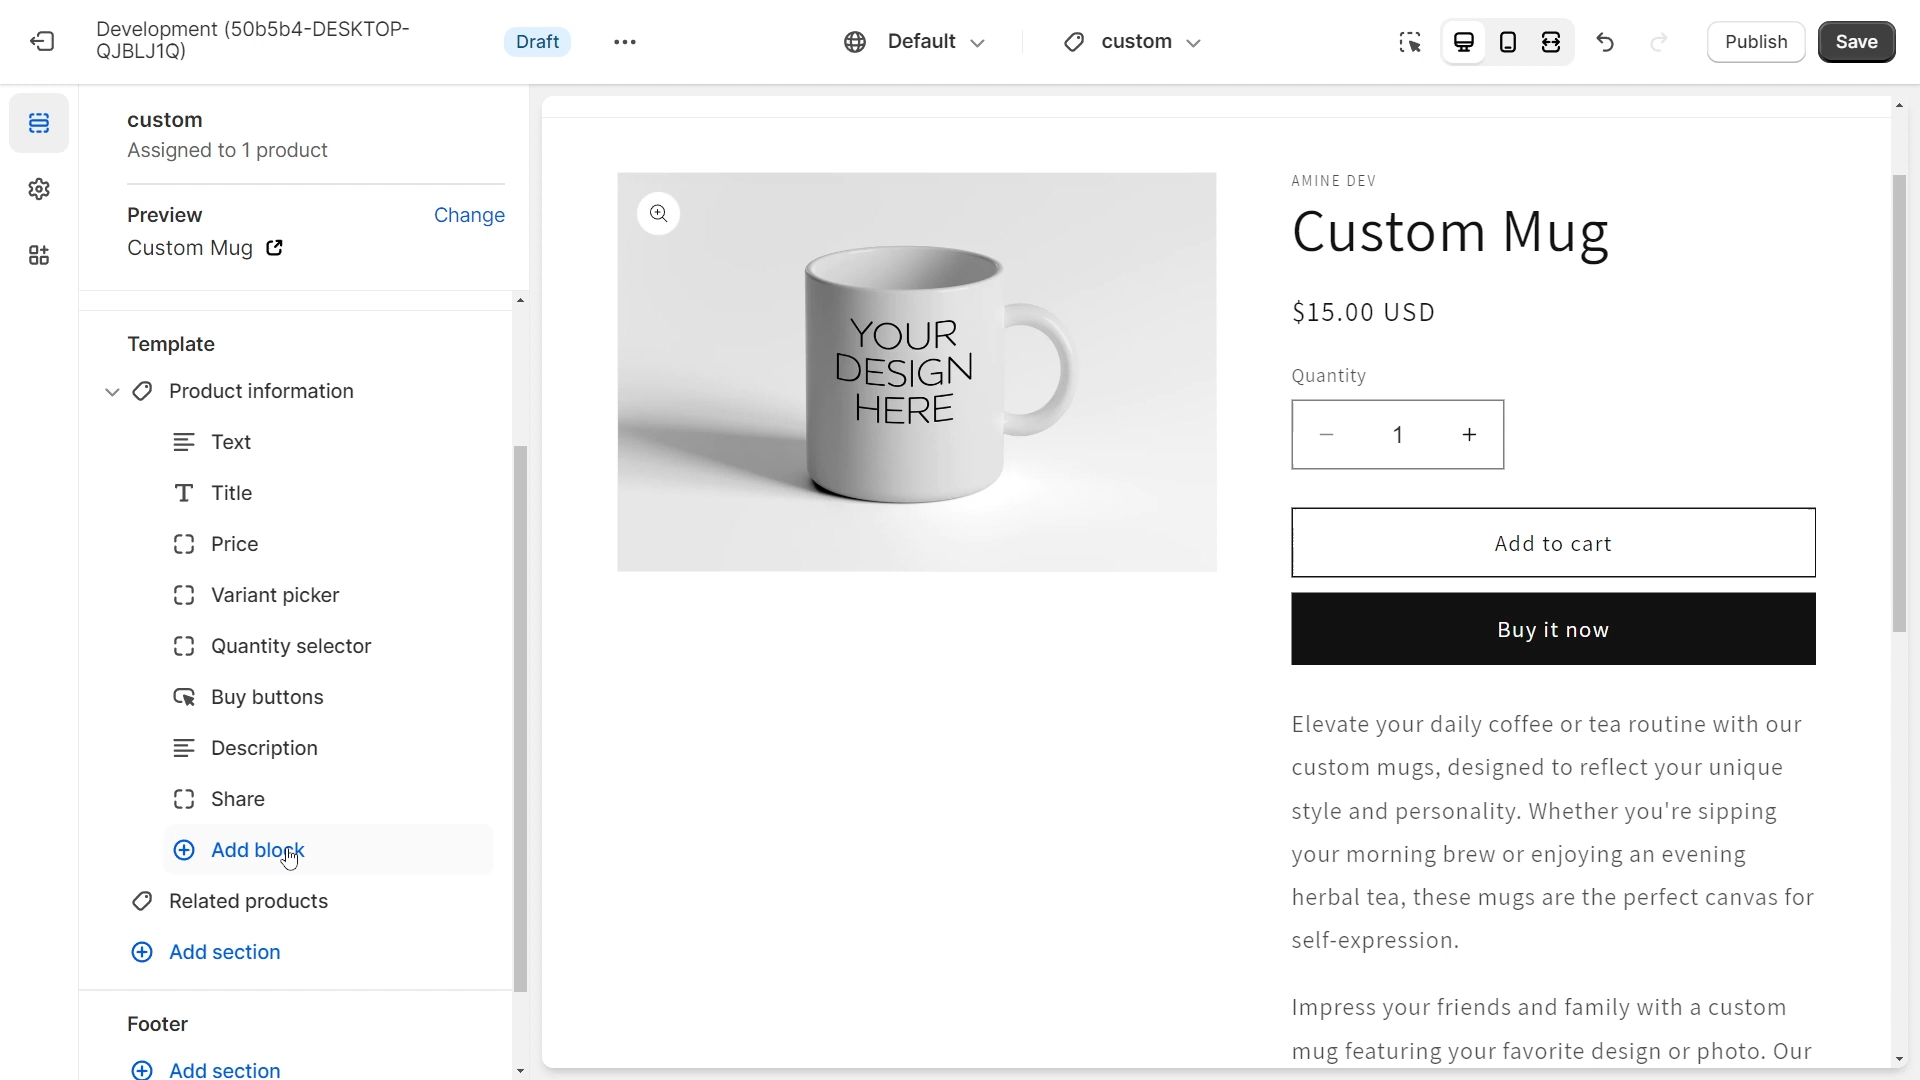 Development (50b5b4-DESKTOP-
QJBLJ1Q)
Draft
Default
custom
Publish
Save
custom
Assigned to 1 product
Preview
Change
Custom Mug
Template
Product information
Text
Title
Price
Variant picker
Quantity selector
Buy buttons
Description
Share
Add block
Related products
Add section
Footer
Add section
YOUR
DESIGN
HERE
AMINE DEV
Custom Mug
$15.00 USD
Quantity
1
Add to cart
Buy it now
Elevate your daily coffee or tea routine with our
custom mugs, designed to reflect your unique
style and personality. Whether you're sipping
your morning brew or enjoying an evening
herbal tea, these mugs are the perfect canvas for
self-expression.
Impress your friends and family with a custom
mug featuring your favorite design or photo. Our